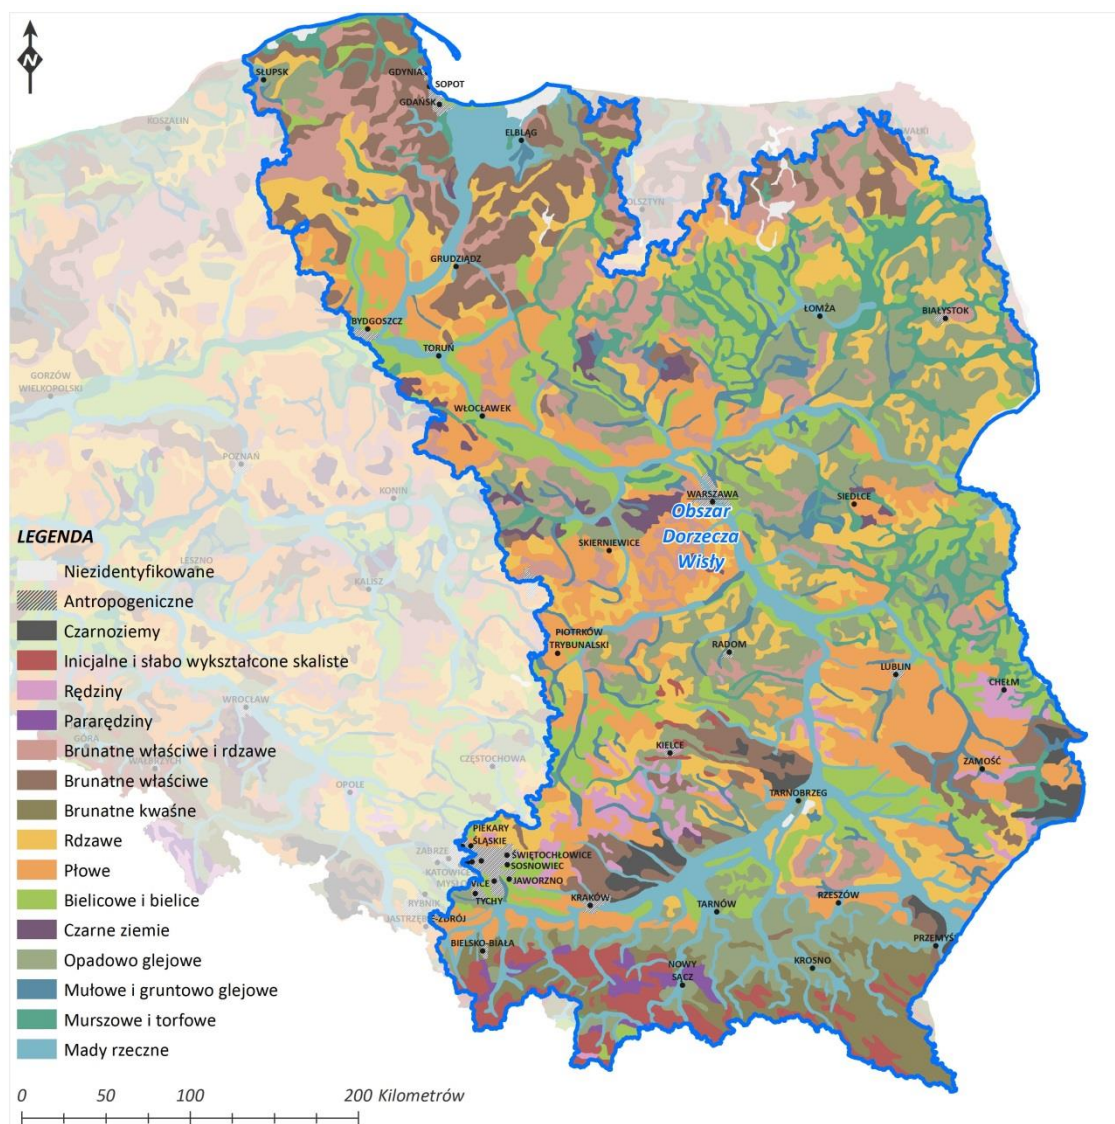 N
SŁUPSK
GDYNIA
SOPOT
GDAŃSK
KOSZALIN
ELBLĄG
OLSZTYN
GRUDZIĄDZ
BYDGOSZCZ
TORUŃ
ŁOMŻA
BIAŁYSTOK
GORZÓW
WIELKOPOLSKI
WŁOCŁAWEK
POZNAŃ
KONIN
WARSZAWA
SIEDLCE
Obszar
Dorzecza
Wisły
SKIERNIEWICE
LESZNO
KALISZ
PIOTRKÓW
TRYBUNALSKI
RADOM
LUBLIN
CHEŁM
WROCŁAW
GÓRA
WAŁBRZYCH
OPOLE
CZĘSTOCHOWA
KIELCE
ZAMOŚĆ
TARNOBRZEG
PIEKARY
ŚLĄSKIE
ZABRZE
ŚWIĘTOCHŁOWICE
KATOWICE
SOSNOWIEC
JAWORZNO
TYCHY
RYBNIK
KRAKÓW
TARNÓW
RZESZÓW
BIELSKO-BIAŁA
NOWY
SĄCZ
KROSNO
LEGENDA
Niezidentyfikowane
Antropogeniczne
Czarnoziemy
Inicjalne i słabo wykształcone skaliste
Rędziny
Pararędziny
Brunatne właściwe i rdzawe
Brunatne właściwe
Brunatne kwaśne
Rdzawe
Płowe
Bielicowe i bielice
Czarne ziemie
Opadowo glejowe
Mułowe i gruntowo glejowe
Murszowe i torfowe
Mady rzeczne
0 50 100 200 Kilometrów